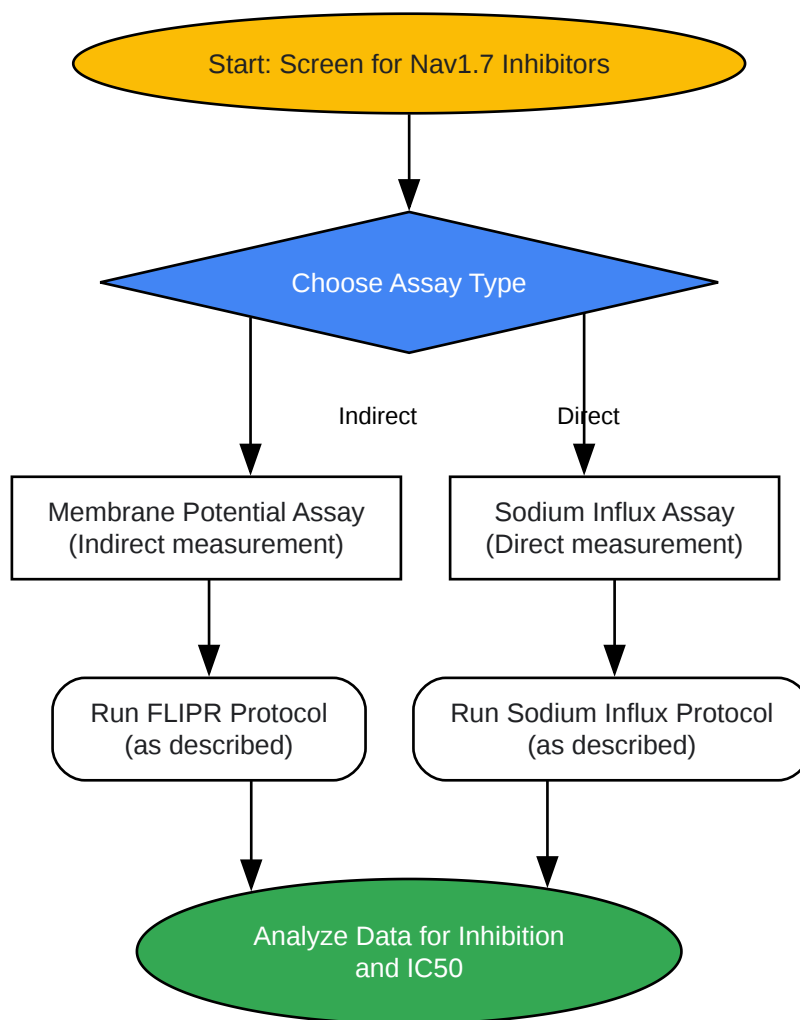 Start: Screen for Nav1.7 Inhibitors
Choose Assay Type
Indirect
Direct
Membrane Potential Assay
(Indirect measurement)
Sodium Influx Assay
(Direct measurement)
Run FLIPR Protocol
(as described)
Run Sodium Influx Protocol
(as described)
Analyze Data for Inhibition
and IC50